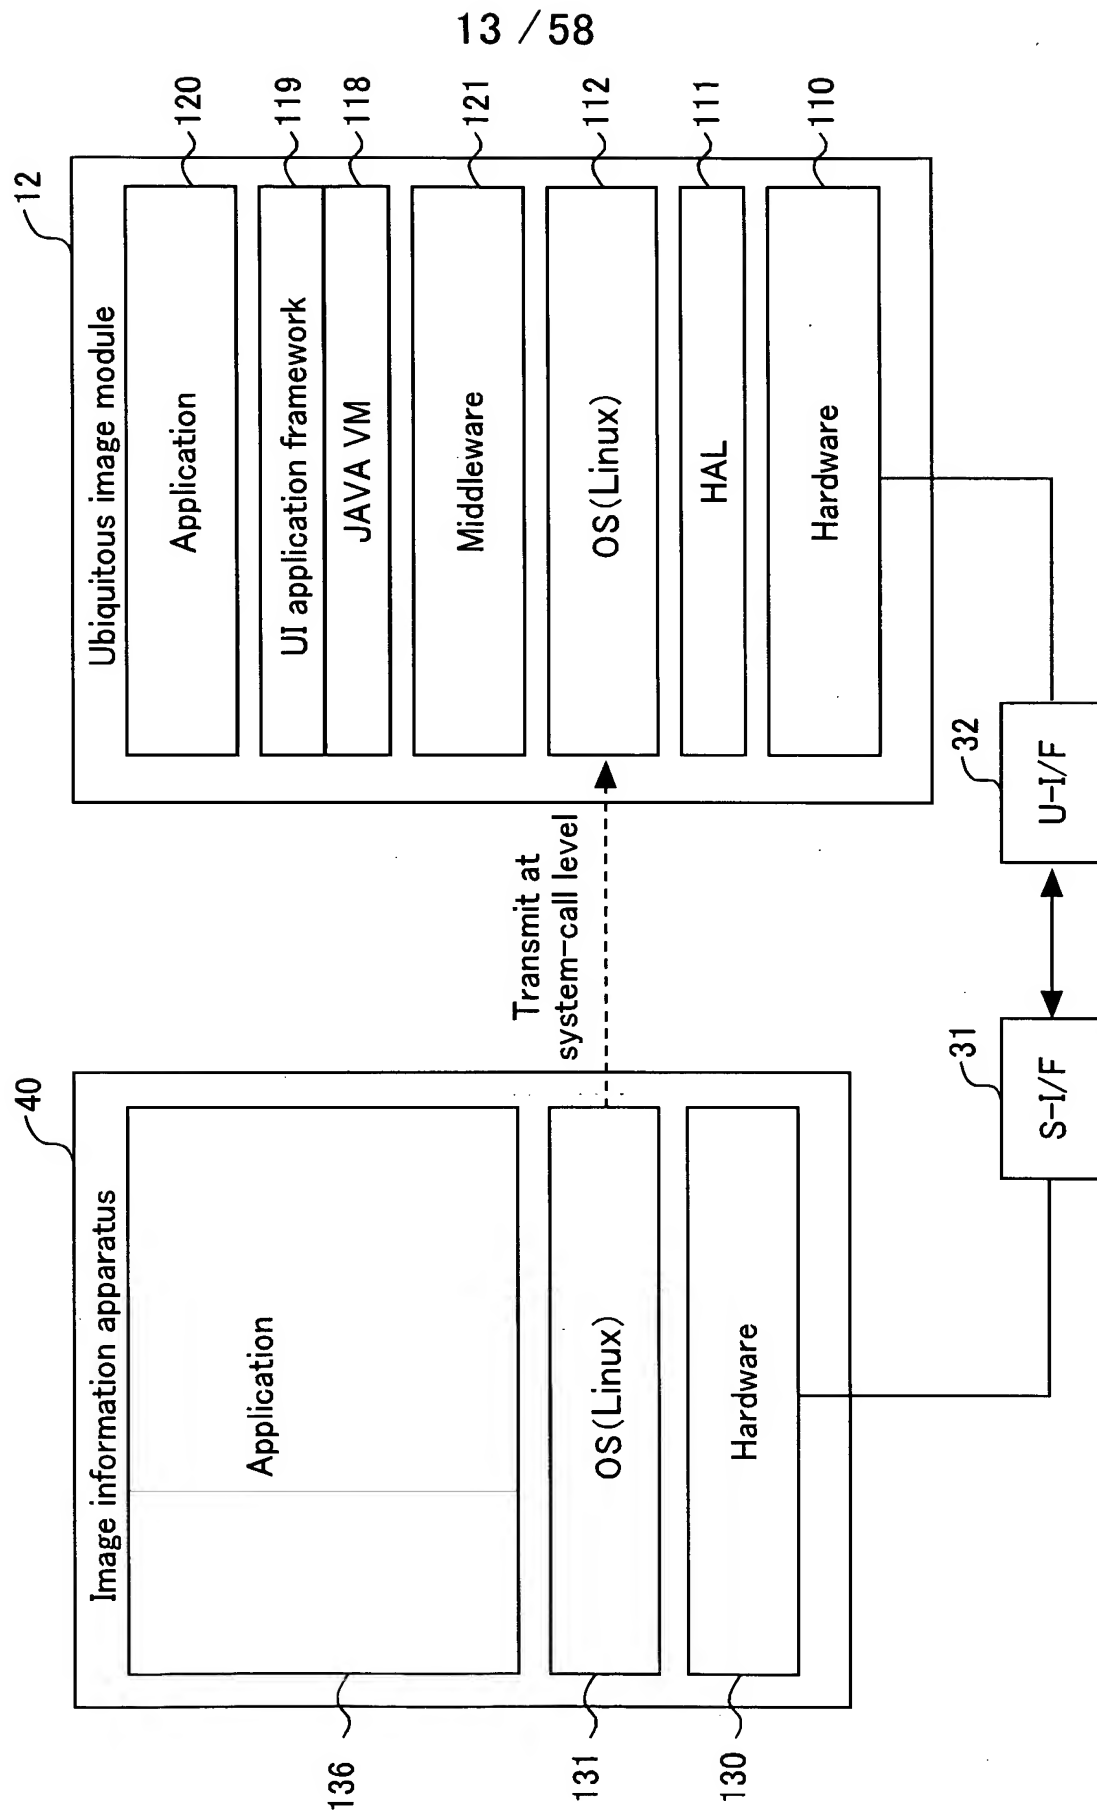 13 /58
40
Image information apparatus
Application
136
OS(Linux)
131
Hardware
130
Transmit at
system-call level
12
Ubiquitous image module
Application
120
UI application framework
119
JAVA VM
118
Middleware
121
OS(Linux)
112
HAL
111
Hardware
110
31
S-I/F
32
U-I/F